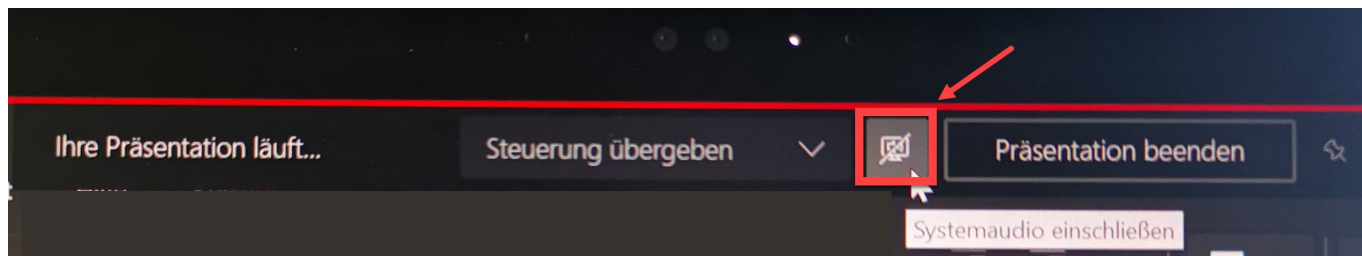 Ihre Präsentation läuft...
Steuerung übergeben
Präsentation beenden
Systemaudio einschließen